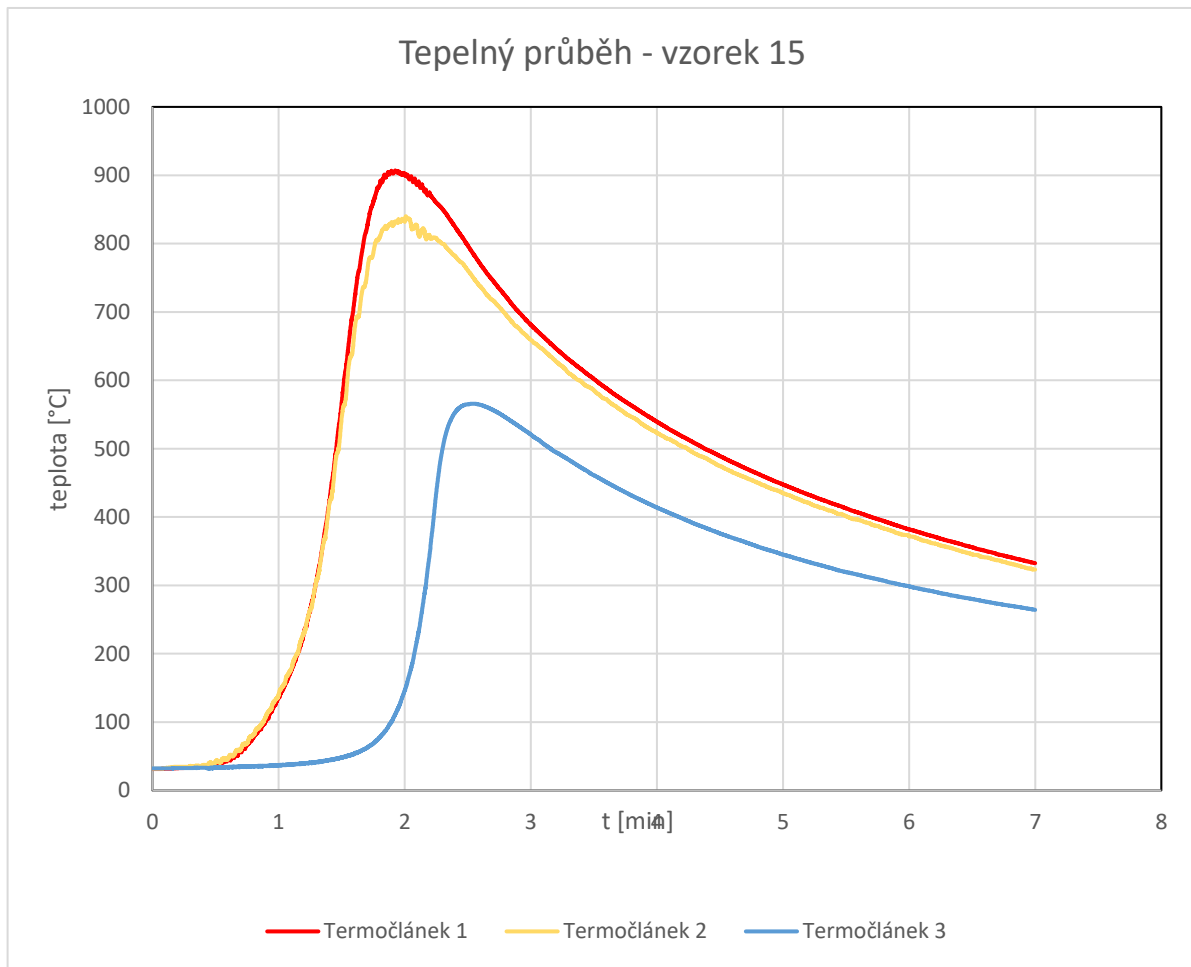 Tepelný průběh - vzorek 15
teplota [°C]
1000
900
800
700
600
500
400
300
200
100
0
0 1 2 3 4 5 6 7 8
t [min]
Termočlánek 1 Termočlánek 2 Termočlánek 3